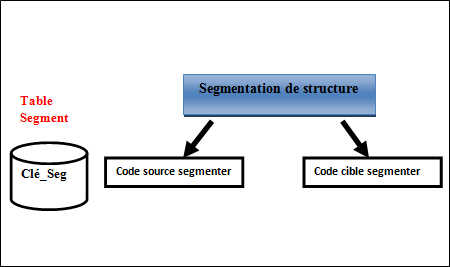 Segmentation de structure
Table
Segment
Clé_Seg
Code source segmenter
Code cible segmenter